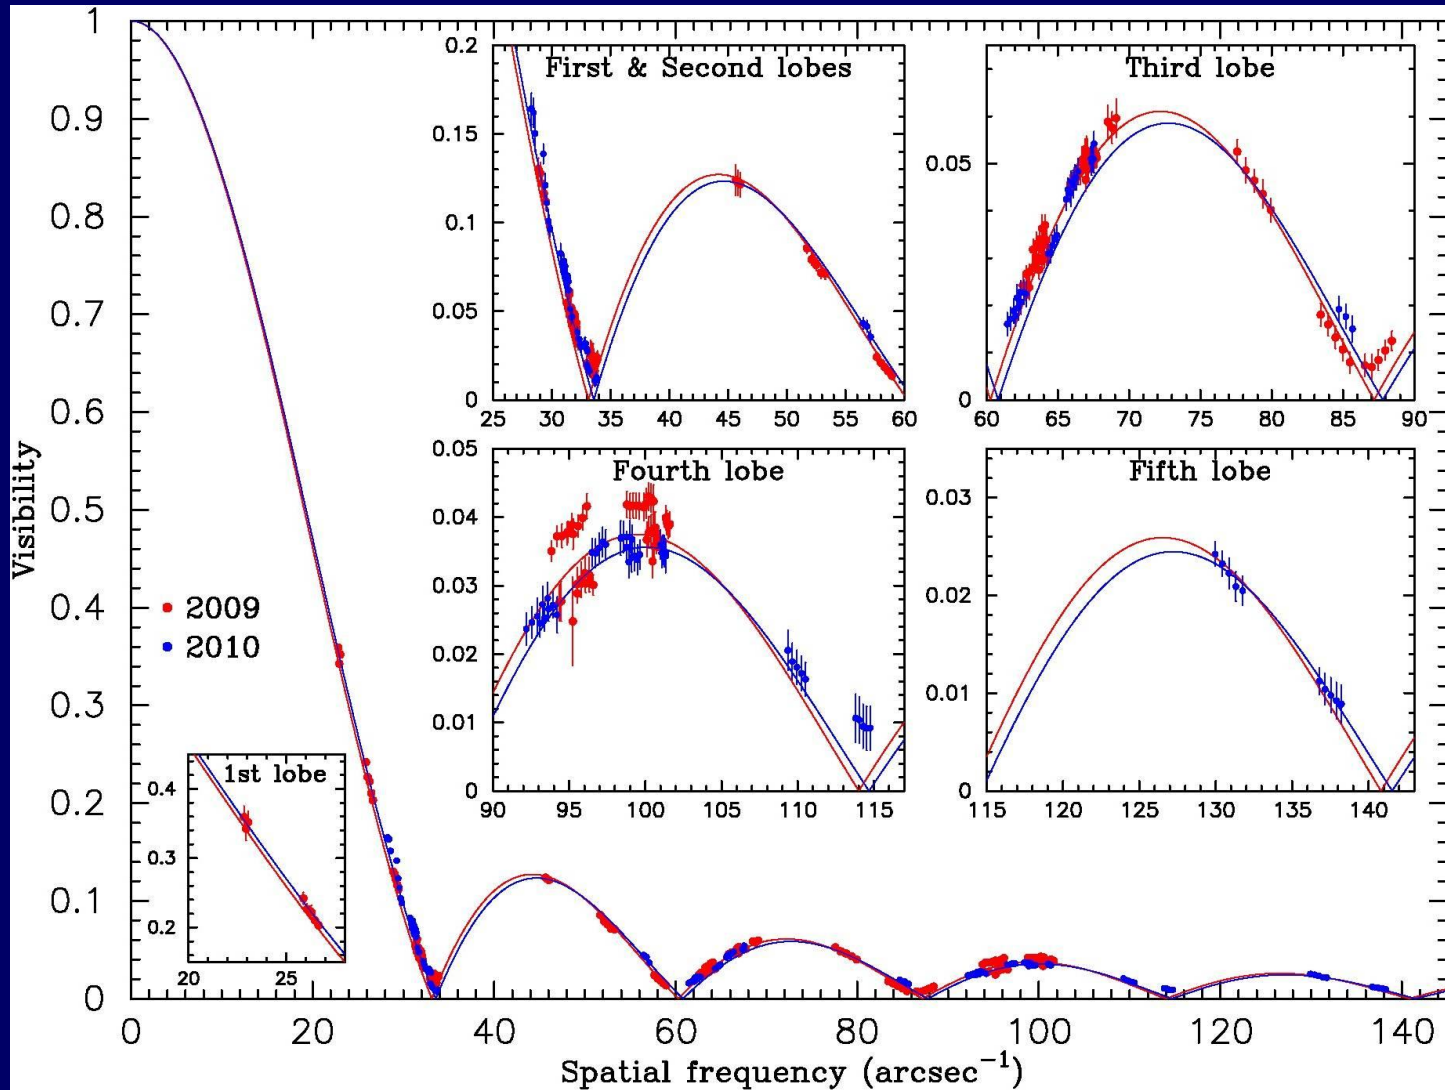 1
0.9
0.8
0.7
0.6
0.5
0.4
0.3
0.2
0.1
0
Visibility
0 20 40 60 80 100 120 140
Spatial frequency (arcsec⁻¹)
2009
2010
First & Second lobes
0.2
0.15
0.1
0.05
0
25 30 35 40 45 50 55 60
Third lobe
0.05
0
60 65 70 75 80 85 90
Fourth lobe
0.05
0.04
0.03
0.02
0.01
0
90 95 100 105 110 115
Fifth lobe
0.03
0.02
0.01
0
115 120 125 130 135 140
1st lobe
0.4
0.3
0.2
20 25